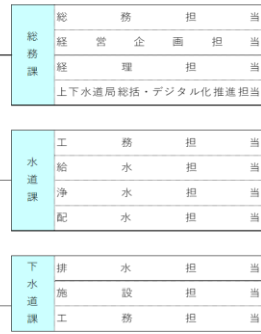 総務課
総務担当
経営企画担当
経理担当
上下水道局総括・デジタル化推進担当
水道課
工務担当
給水担当
浄水担当
配水担当
下水道課
排水担当
施設担当
工務担当